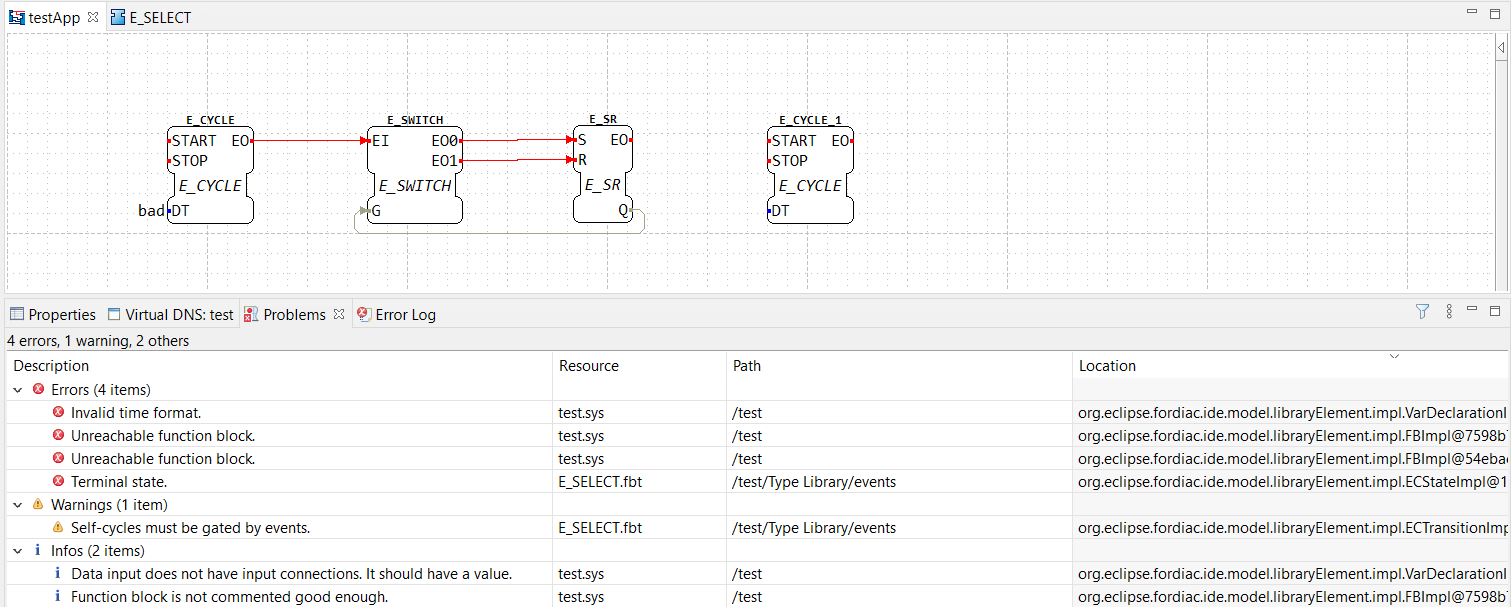 testApp E_SELECT
E_CYCLE E_SWITCH E_SR E_CYCLE_1
START EO EI EO0 S EO START EO
STOP EO1 R STOP
E_CYCLE E_SWITCH E_SR E_CYCLE
bad DT G Q DT
Properties Virtual DNS: test Problems Error Log
4 errors, 1 warning, 2 others
Description Resource Path Location
Errors (4 items)
Invalid time format. test.sys /test org.eclipse.fordiac.ide.model.libraryElement.impl.VarDeclarationI
Unreachable function block. test.sys /test org.eclipse.fordiac.ide.model.libraryElement.impl.FBImpl@7598b
Unreachable function block. test.sys /test org.eclipse.fordiac.ide.model.libraryElement.impl.FBImpl@54eba
Terminal state. E_SELECT.fbt /test/Type Library/events org.eclipse.fordiac.ide.model.libraryElement.impl.ECStateImpl@1
Warnings (1 item)
Self-cycles must be gated by events. E_SELECT.fbt /test/Type Library/events org.eclipse.fordiac.ide.model.libraryElement.impl.ECTransitionImp
Infos (2 items)
Data input does not have input connections. It should have a value. test.sys /test org.eclipse.fordiac.ide.model.libraryElement.impl.VarDeclarationI
Function block is not commented good enough. test.sys /test org.eclipse.fordiac.ide.model.libraryElement.impl.FBImpl@7598b